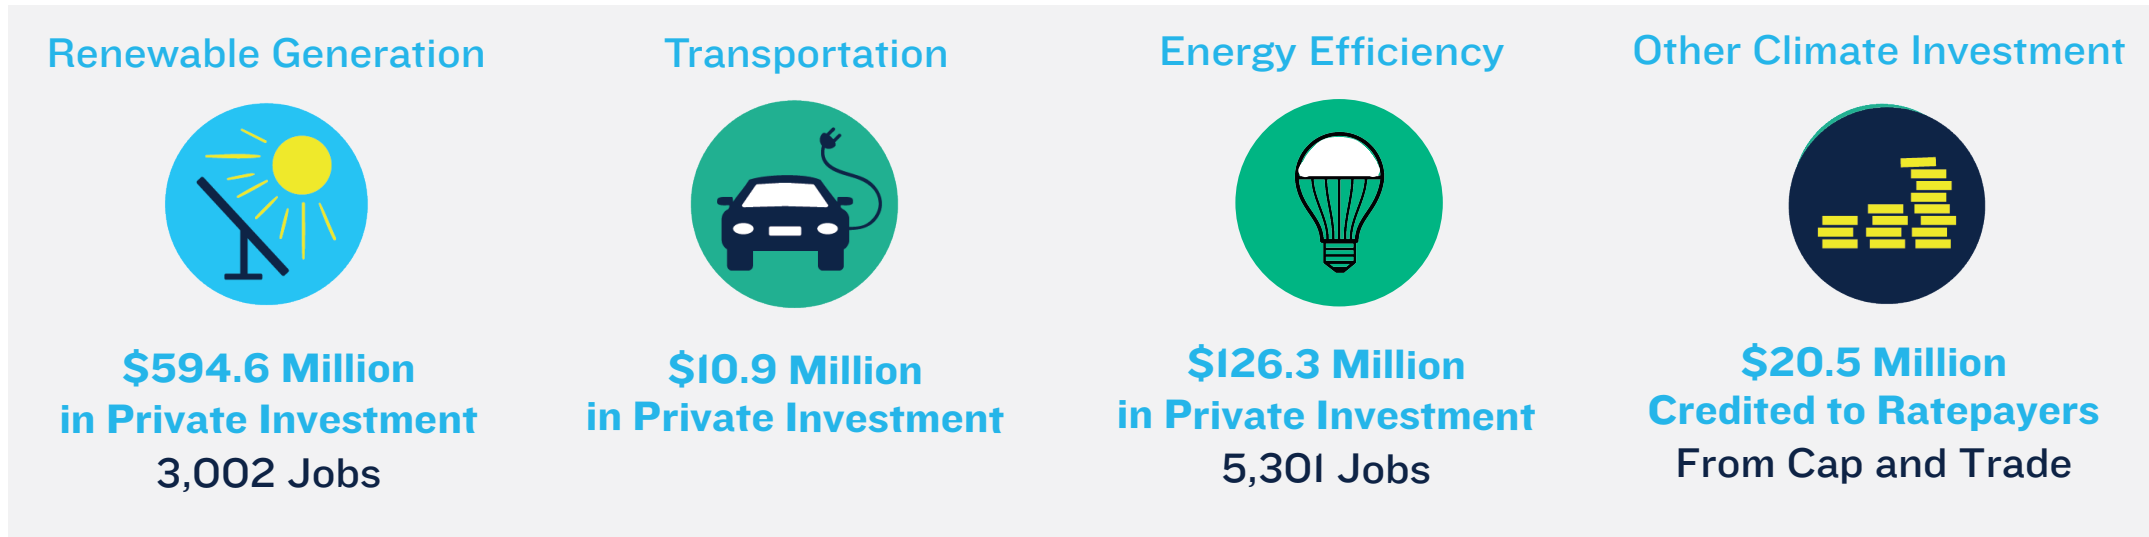 Renewable Generation
$594.6 Million
in Private Investment
3,002 Jobs
Transportation
$10.9 Million
in Private Investment
Energy Efficiency
$126.3 Million
in Private Investment
5,301 Jobs
Other Climate Investment
$20.5 Million
Credited to Ratepayers
From Cap and Trade